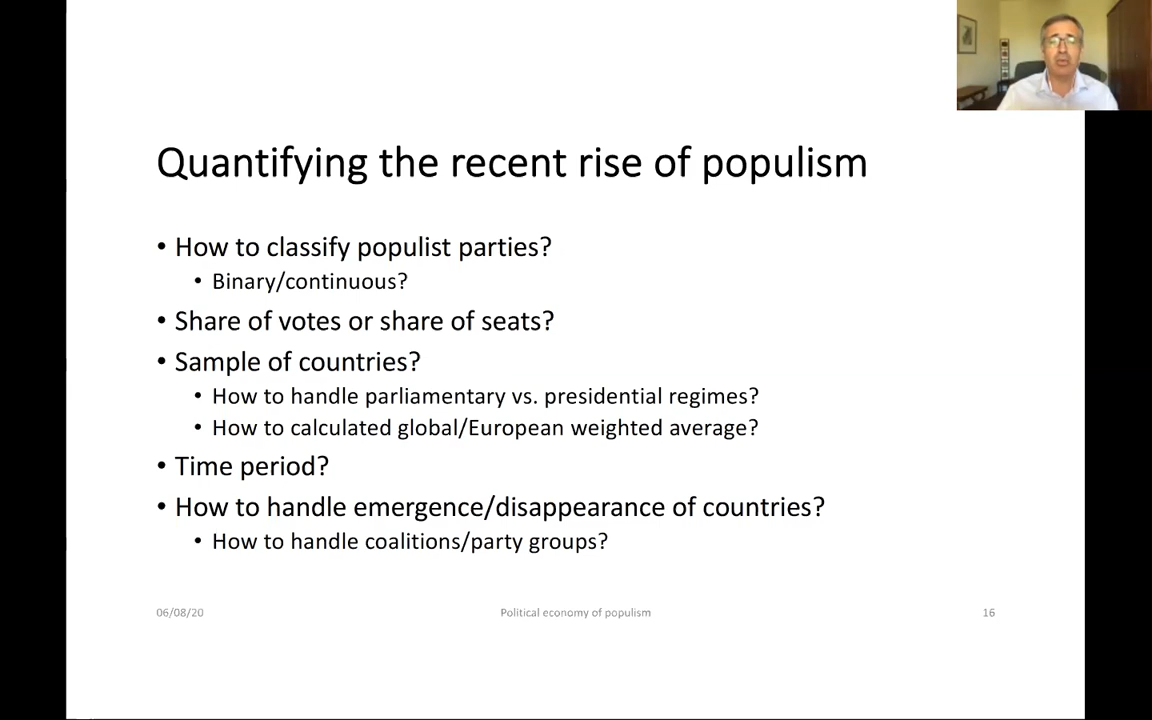 Quantifying the recent rise of populism
• How to classify populist parties?
• Binary/continuous?
• Share of votes or share of seats?
• Sample of countries?
• How to handle parliamentary vs. presidential regimes?
• How to calculated global/European weighted average?
• Time period?
• How to handle emergence/disappearance of countries?
• How to handle coalitions/party groups?
06/08/20
Political economy of populism
16